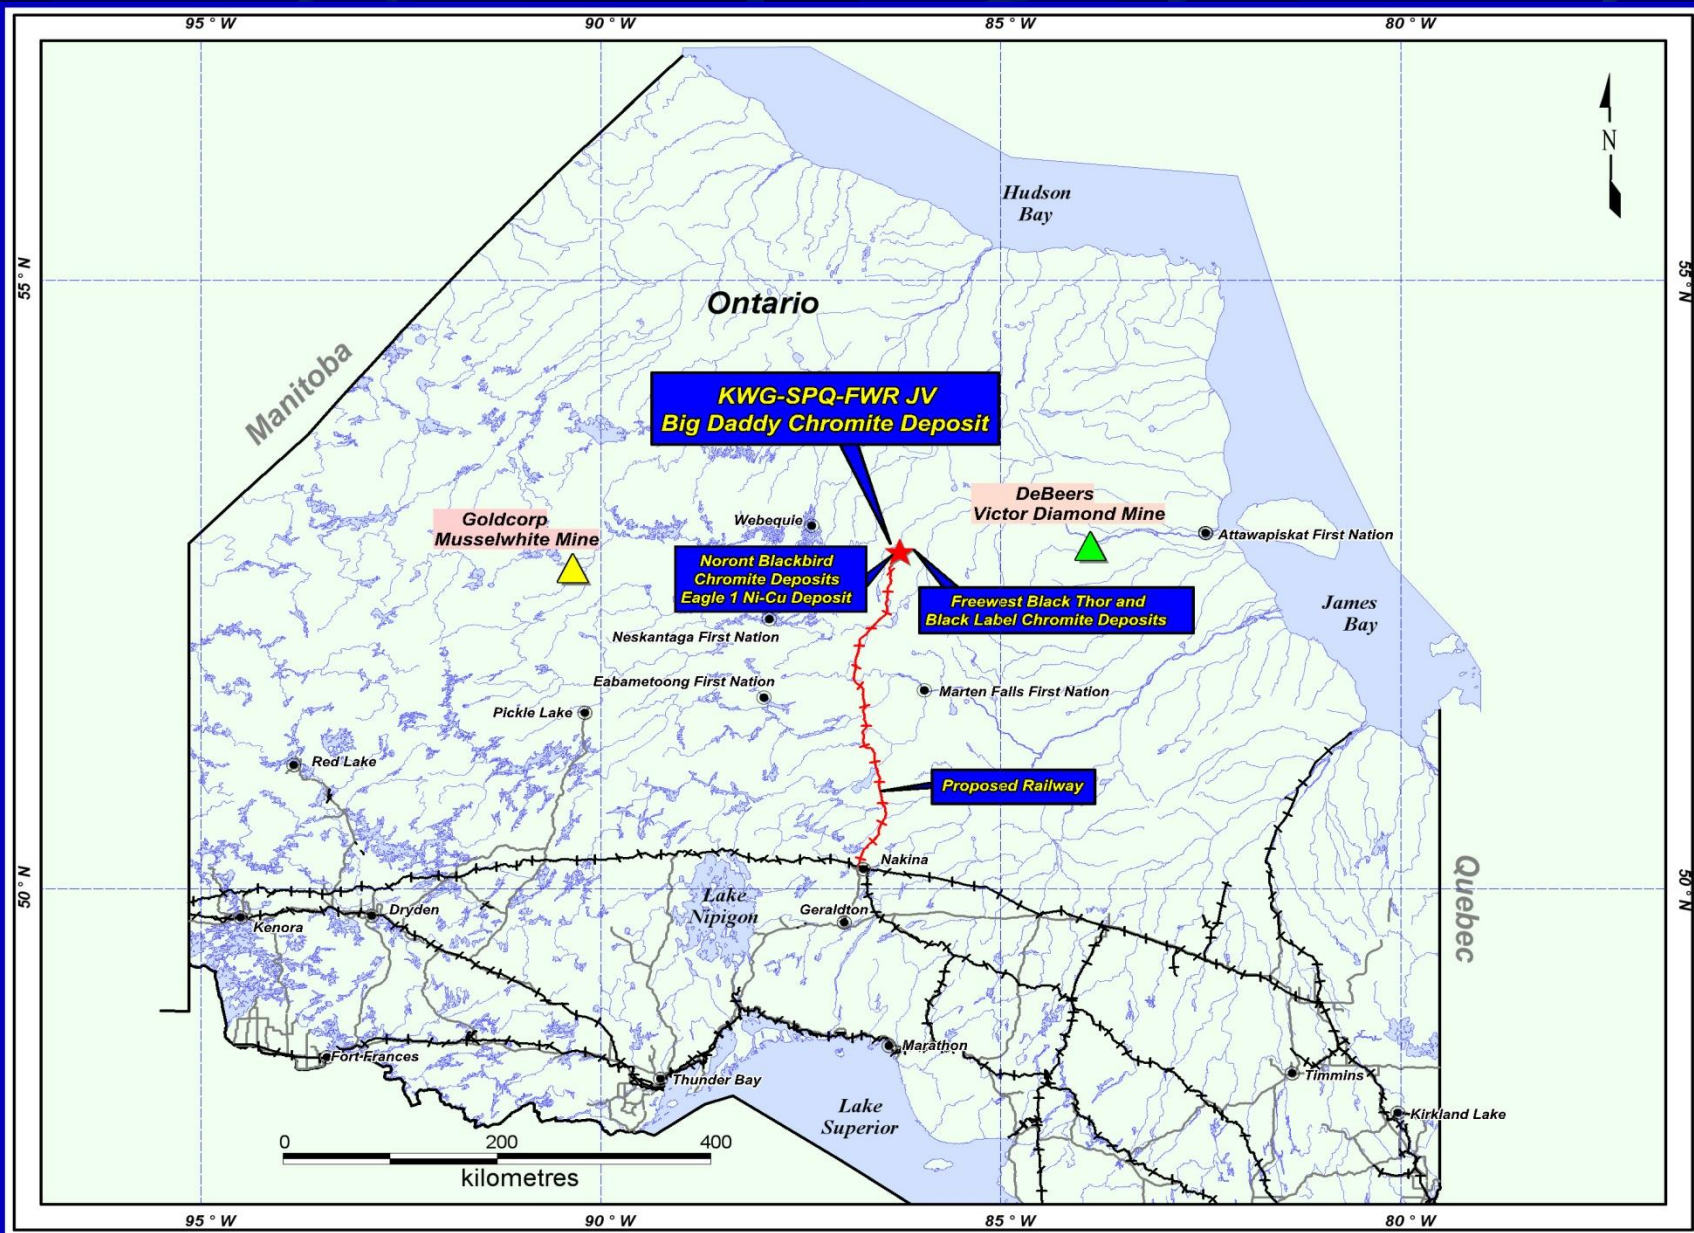 95 ° W
90 ° W
85 ° W
80 ° W
N
Hudson
Bay
55 ° N
55 ° N
Ontario
Manitoba
KWG-SPQ-FWR JV
Big Daddy Chromite Deposit
DeBeers
Victor Diamond Mine
Goldcorp
Musselwhite Mine
Webequie
Attawapiskat First Nation
Noront Blackbird
Chromite Deposits
Eagle 1 Ni-Cu Deposit
Freewest Black Thor and
Black Label Chromite Deposits
James
Bay
Neskantaga First Nation
Eabametoong First Nation
Marten Falls First Nation
Pickle Lake
Red Lake
Proposed Railway
Nakina
50 ° N
50 ° N
Lake
Nipigon
Geraldton
Dryden
Kenora
Quebec
Fort Frances
Marathon
Thunder Bay
Timmins
Lake
Superior
Kirkland Lake
0 200 400
kilometres
95 ° W
90 ° W
85 ° W
80 ° W